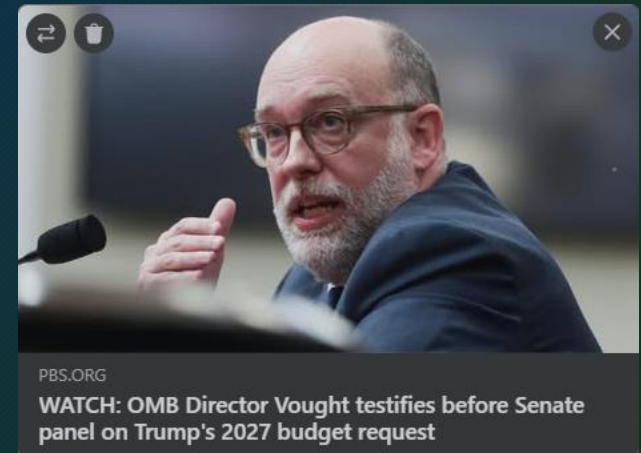 PBS.ORG
WATCH: OMB Director Vought testifies before Senate
panel on Trump's 2027 budget request